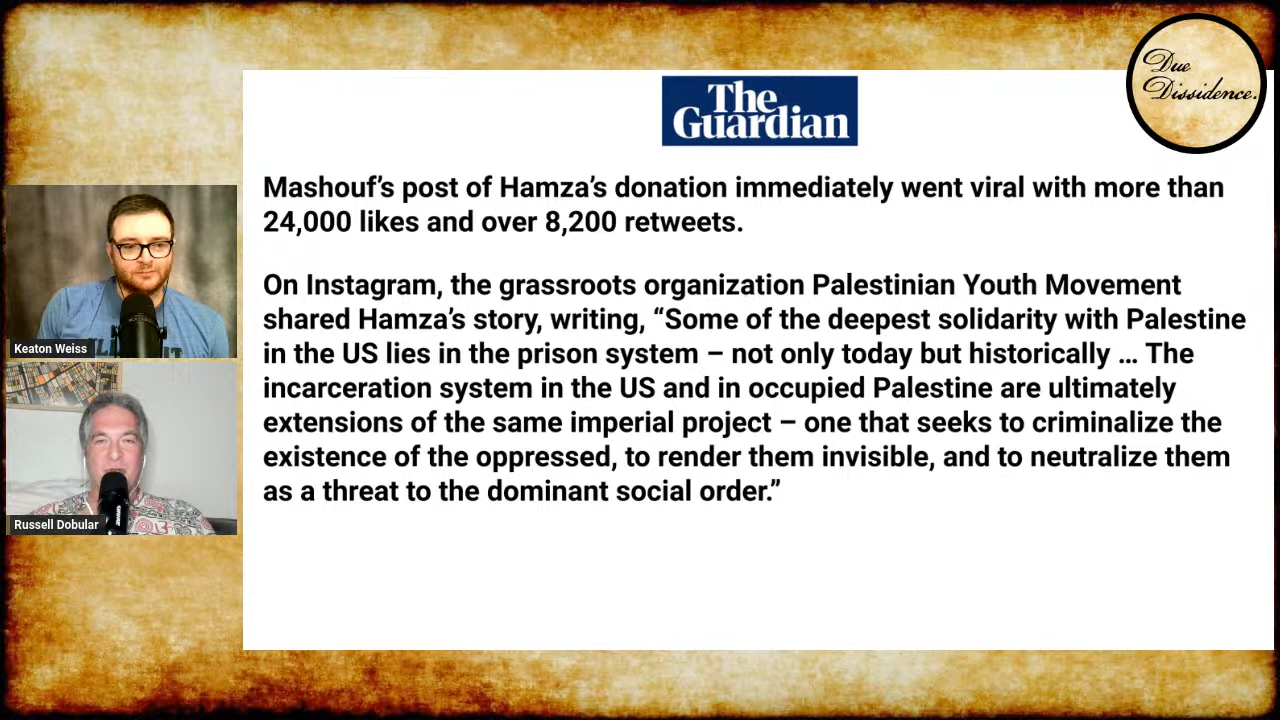 The
Guardian
Due
Dissidence.
Mashouf’s post of Hamza’s donation immediately went viral with more than
24,000 likes and over 8,200 retweets.
On Instagram, the grassroots organization Palestinian Youth Movement
shared Hamza’s story, writing, “Some of the deepest solidarity with Palestine
in the US lies in the prison system – not only today but historically ... The
incarceration system in the US and in occupied Palestine are ultimately
extensions of the same imperial project – one that seeks to criminalize the
existence of the oppressed, to render them invisible, and to neutralize them
as a threat to the dominant social order.”
Keaton Weiss
Russell Dobular